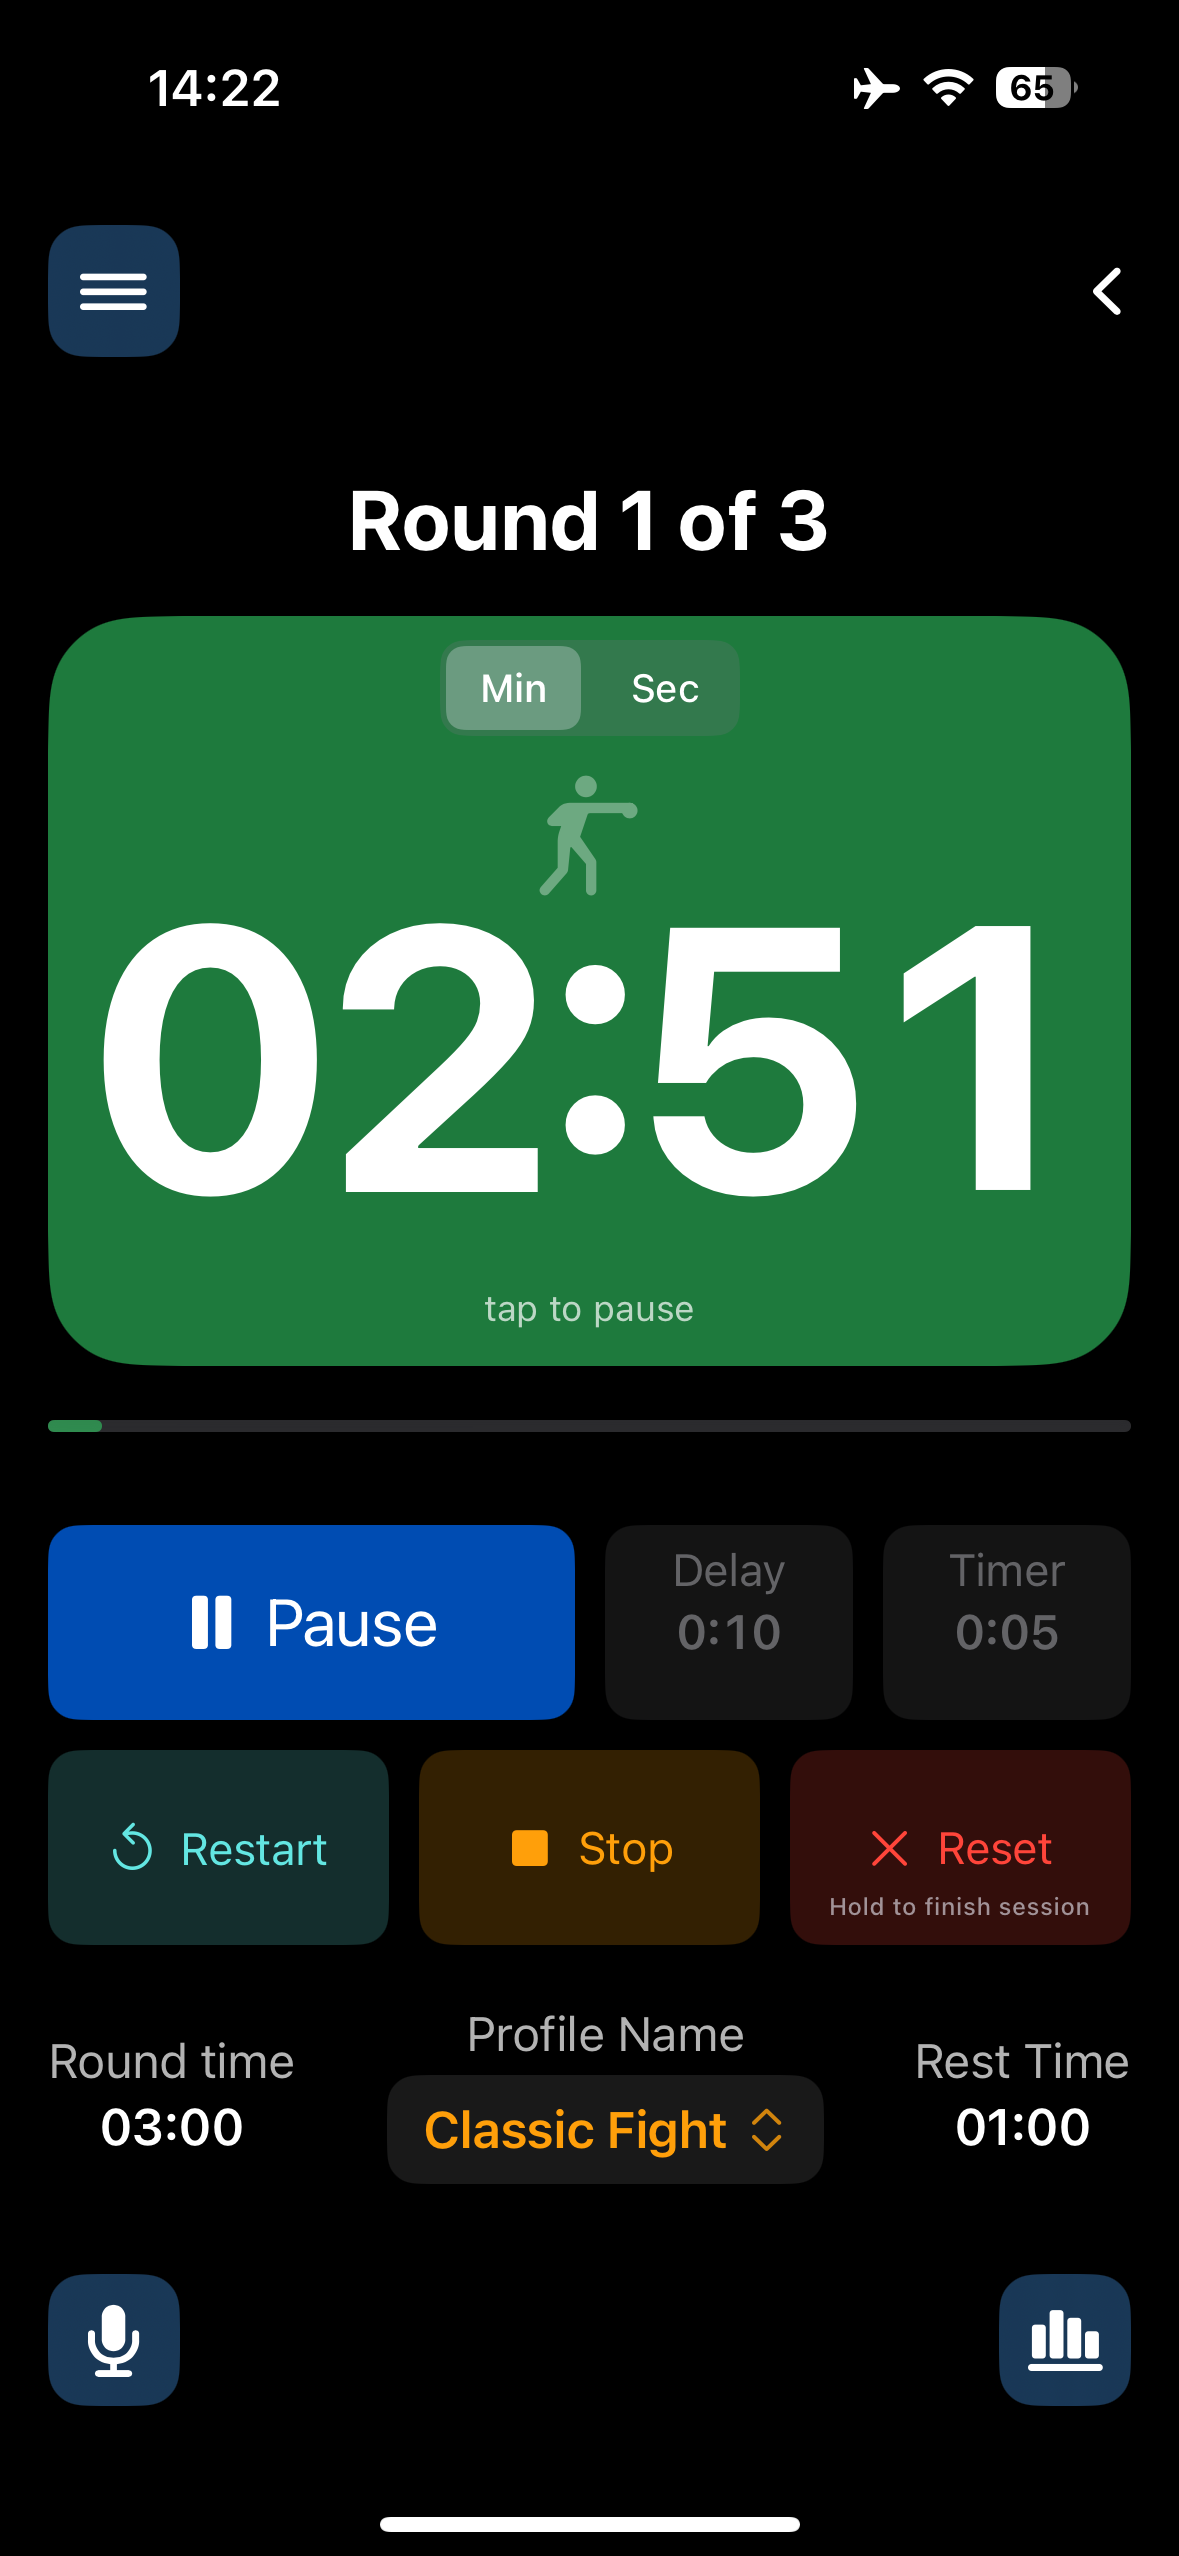 14:22
65
Round 1 of 3
Min Sec
02:51
tap to pause
Pause
Delay
0:10
Timer
0:05
Restart
Stop
Reset
Hold to finish session
Round time
03:00
Profile Name
Classic Fight
Rest Time
01:00